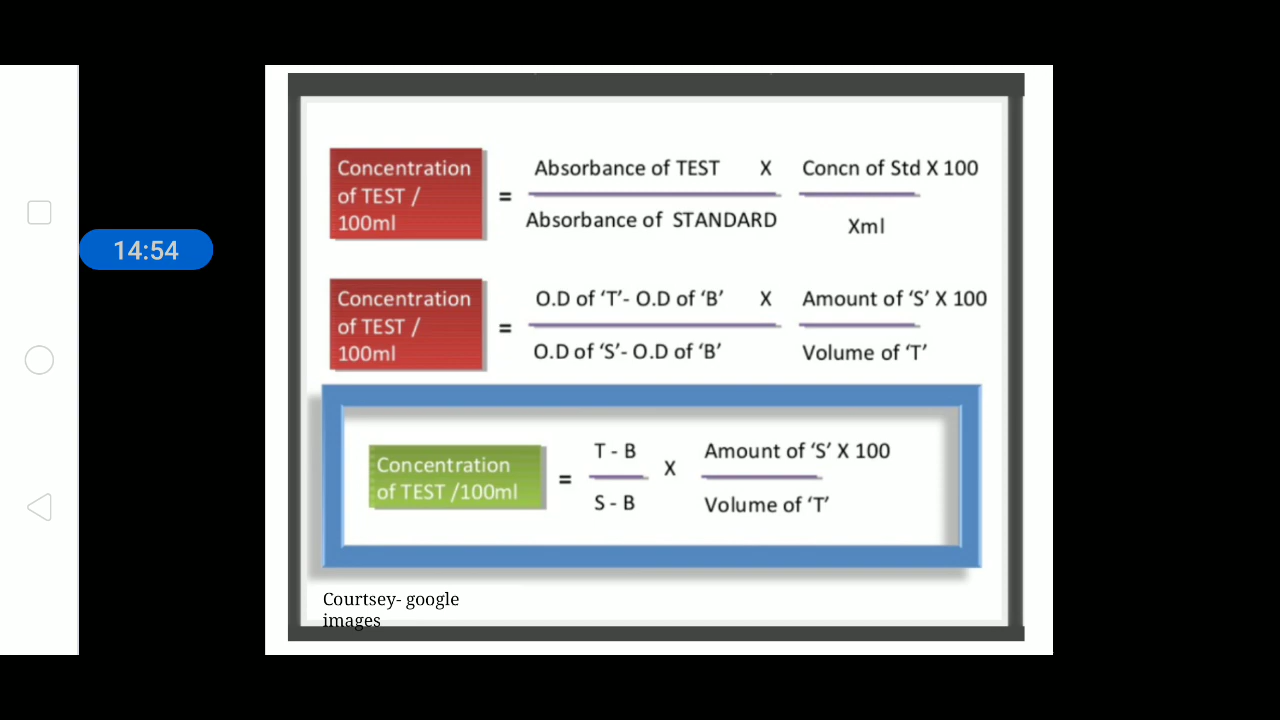 Concentration
of TEST /
100ml
=
Absorbance of TEST X Concn of Std X 100
Absorbance of STANDARD Xml
Concentration
of TEST /
100ml
=
O.D of ‘T’- O.D of ‘B’ X Amount of ‘S’ X 100
O.D of ‘S’- O.D of ‘B’ Volume of ‘T’
14:54
Concentration
of TEST /100ml
=
T - B X Amount of ‘S’ X 100
S - B Volume of ‘T’
Courtsey- google
images